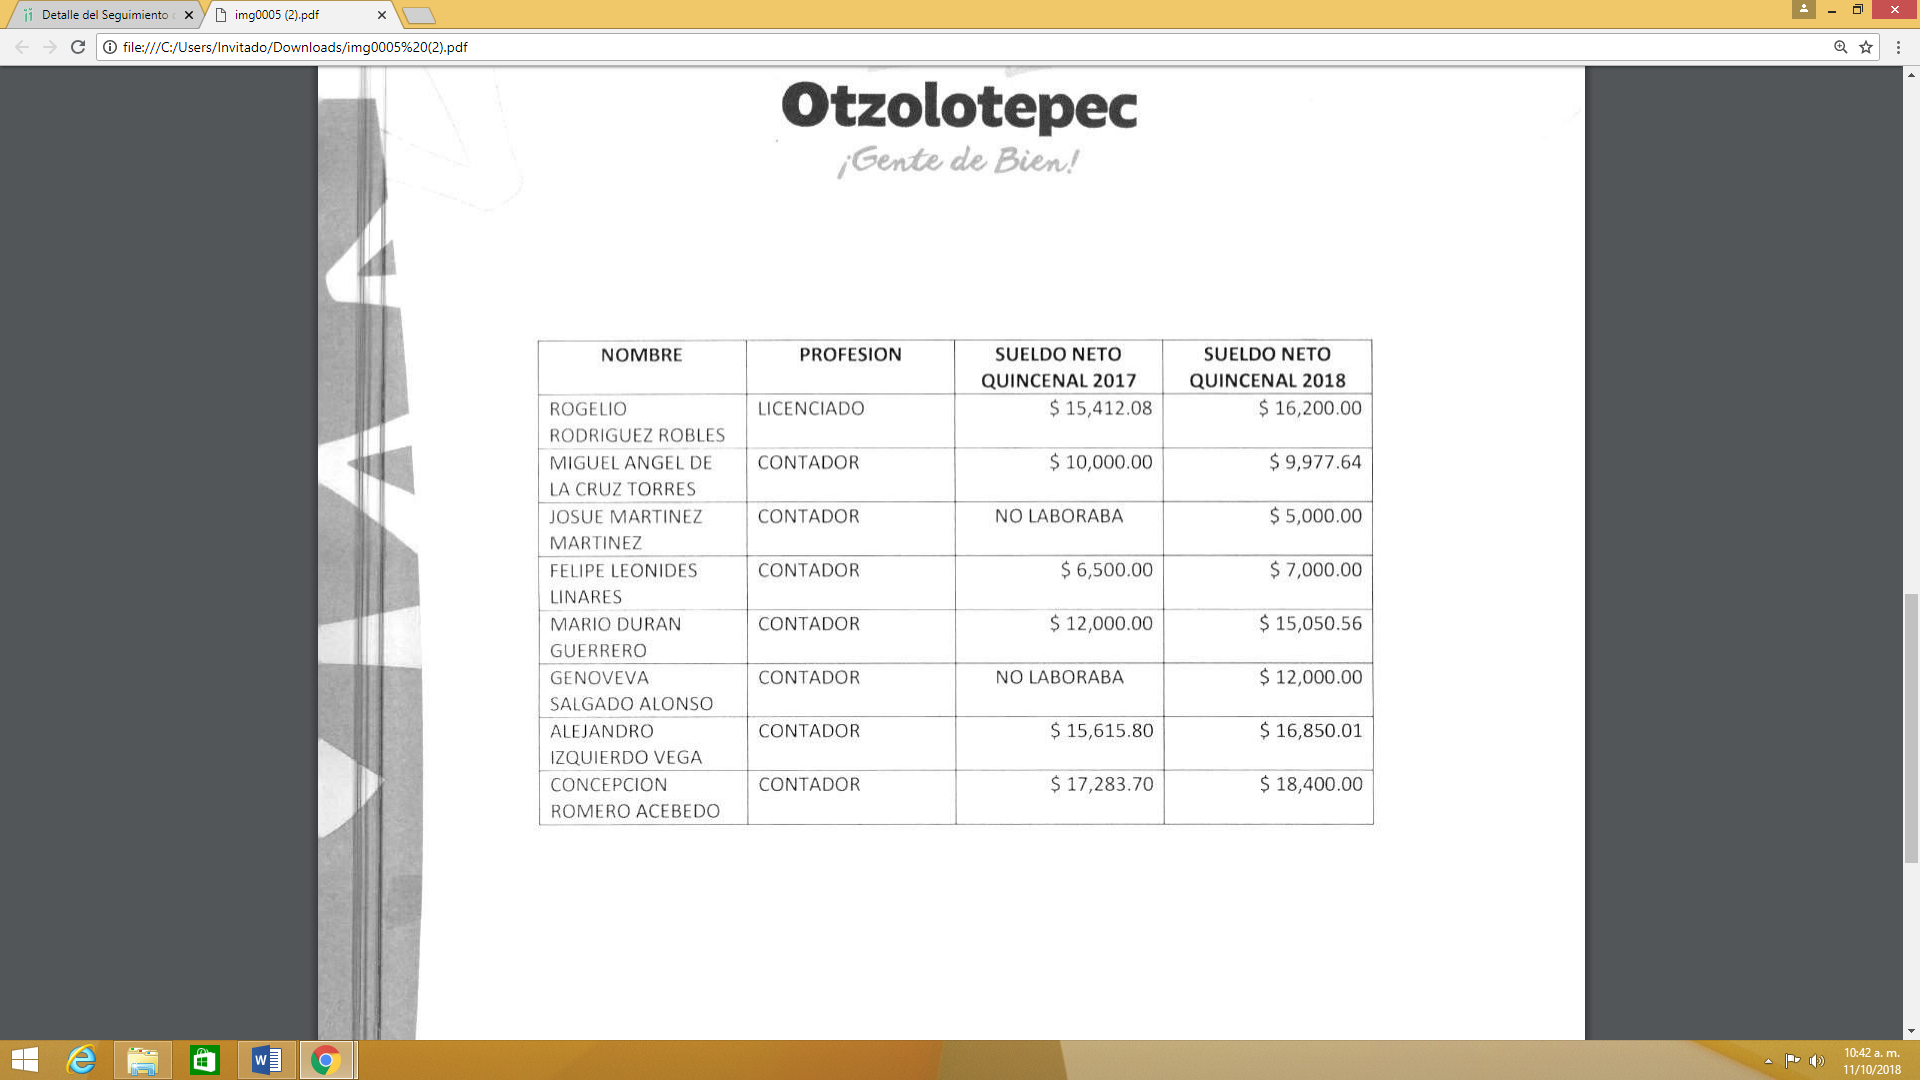 Detalle del Seguimiento
img0005 (2).pdf
file:///C:/Users/Invitado/Downloads/img0005%20(2).pdf
Otzolotepec
¡Gente de Bien!
NOMBRE PROFESION SUELDO NETO QUINCENAL 2017 SUELDO NETO QUINCENAL 2018
ROGELIO LICENCIADO $ 15,412.08 $ 16,200.00
RODRIGUEZ ROBLES
MIGUEL ANGEL DE CONTADOR $ 10,000.00 $ 9,977.64
LA CRUZ TORRES
JOSUE MARTINEZ CONTADOR NO LABORABA $ 5,000.00
MARTINEZ
FELIPE LEONIDES CONTADOR $ 6,500.00 $ 7,000.00
LINARES
MARIO DURAN CONTADOR $ 12,000.00 $ 15,050.56
GUERRERO
GENOVEVA CONTADOR NO LABORABA $ 12,000.00
SALGADO ALONSO
ALEJANDRO CONTADOR $ 15,615.80 $ 16,850.01
IZQUIERDO VEGA
CONCEPCION CONTADOR $ 17,283.70 $ 18,400.00
ROMERO ACEBEDO
10:42 a. m.
11/10/2018